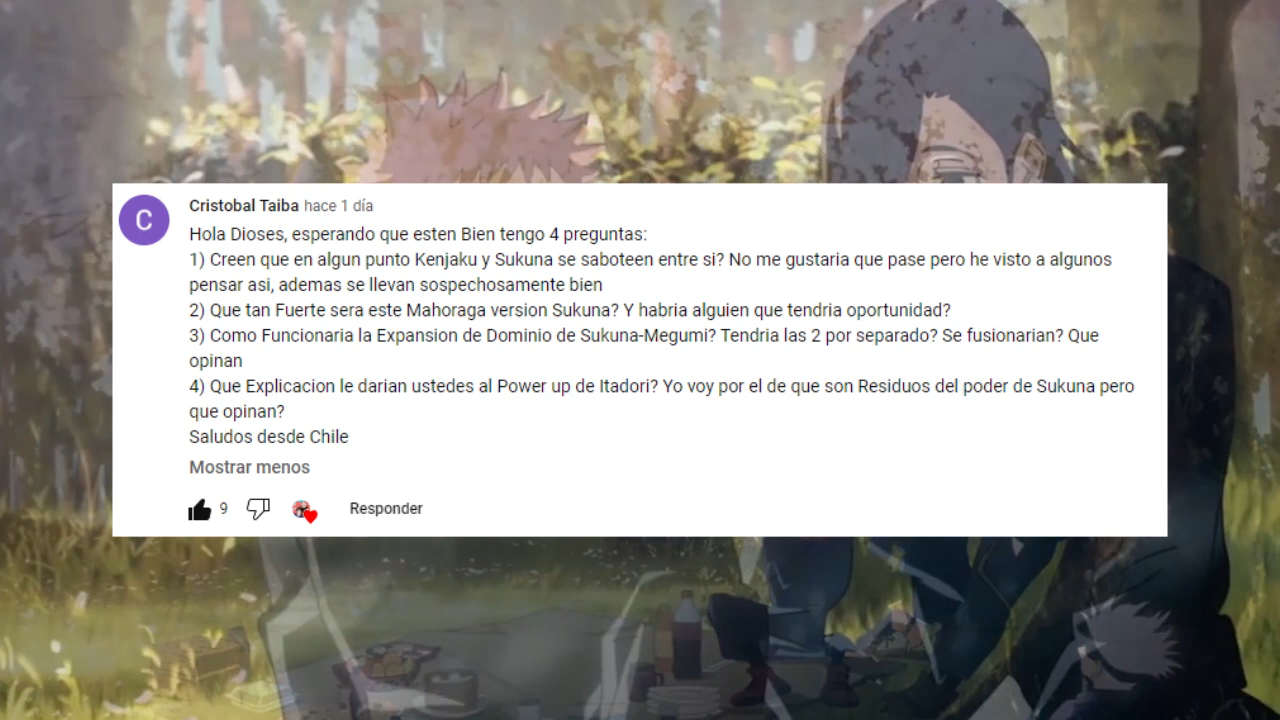 C
Cristobal Taiba hace 1 día
Hola Dioses, esperando que esten Bien tengo 4 preguntas:
1) Creen que en algun punto Kenjaku y Sukuna se saboteen entre si? No me gustaria que pase pero he visto a algunos
pensar asi, ademas se llevan sospechosamente bien
2) Que tan Fuerte sera este Mahoraga version Sukuna? Y habria alguien que tendria oportunidad?
3) Como Funcionaria la Expansion de Dominio de Sukuna-Megumi? Tendria las 2 por separado? Se fusionarian? Que
opinan
4) Que Explicacion le darian ustedes al Power up de Itadori? Yo voy por el de que son Residuos del poder de Sukuna pero
que opinan?
Saludos desde Chile
Mostrar menos
9 Responder